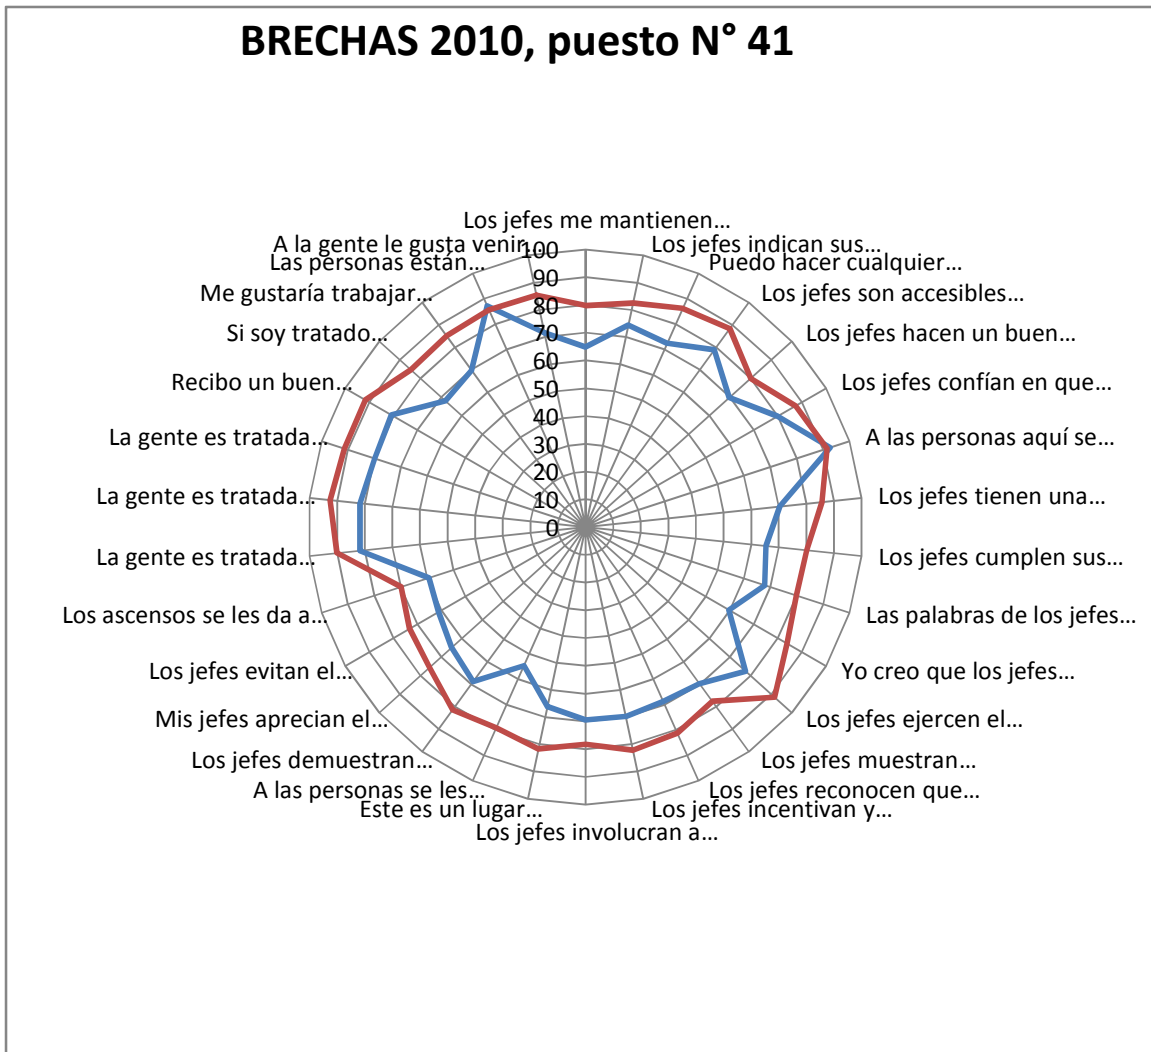 BRECHAS 2010, puesto N° 41
Los jefes me mantienen…
Los jefes indican sus…
Puedo hacer cualquier…
Los jefes son accesibles…
Los jefes hacen un buen…
Los jefes confían en que…
A las personas aquí se…
Los jefes tienen una…
Los jefes cumplen sus…
Las palabras de los jefes…
Yo creo que los jefes…
Los jefes ejercen el…
Los jefes muestran…
Los jefes reconocen que…
Los jefes incentivan y…
Los jefes involucran a…
Este es un lugar…
A las personas se les…
Los jefes demuestran…
Mis jefes aprecian el…
Los jefes evitan el…
Los ascensos se les da a…
La gente es tratada…
La gente es tratada…
La gente es tratada…
Recibo un buen…
Si soy tratado…
Me gustaría trabajar…
Las personas están…
A la gente le gusta venir…
100
90
80
70
60
50
40
30
20
10
0